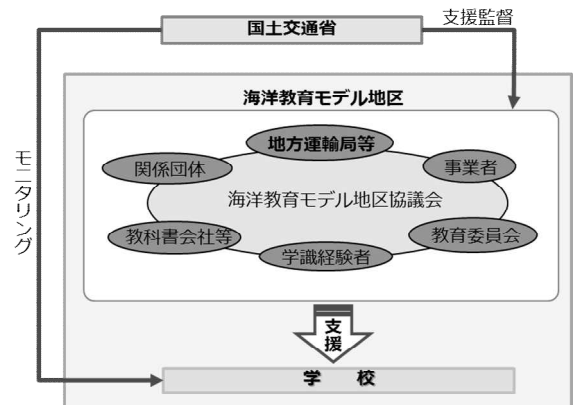 国土交通省
支援監督
海洋教育モデル地区
地方運輸局等
関係団体
事業者
海洋教育モデル地区協議会
教科書会社等
教育委員会
学識経験者
モニタリング
支援
学　校